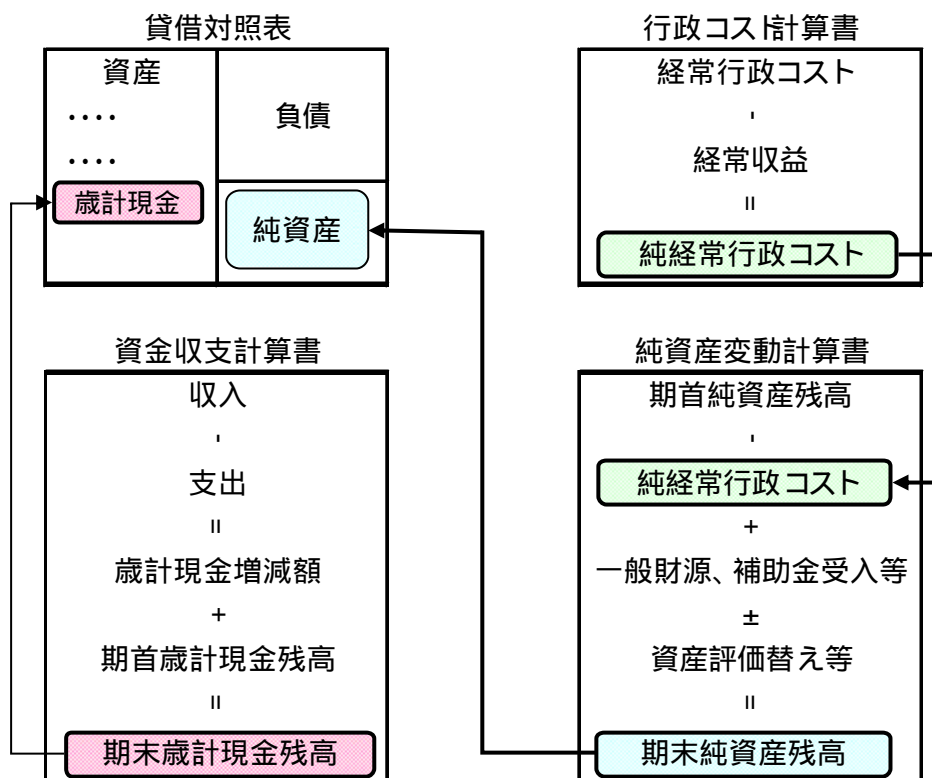 貸借対照表
資産
‥‥
‥‥
歳計現金
負債
純資産
行政コスト計算書
経常行政コスト
-
経常収益
=
純経常行政コスト
資金収支計算書
収入
-
支出
=
歳計現金増減額
+
期首歳計現金残高
=
期末歳計現金残高
純資産変動計算書
期首純資産残高
-
純経常行政コスト
+
一般財源、補助金受入等
±
資産評価替え等
=
期末純資産残高